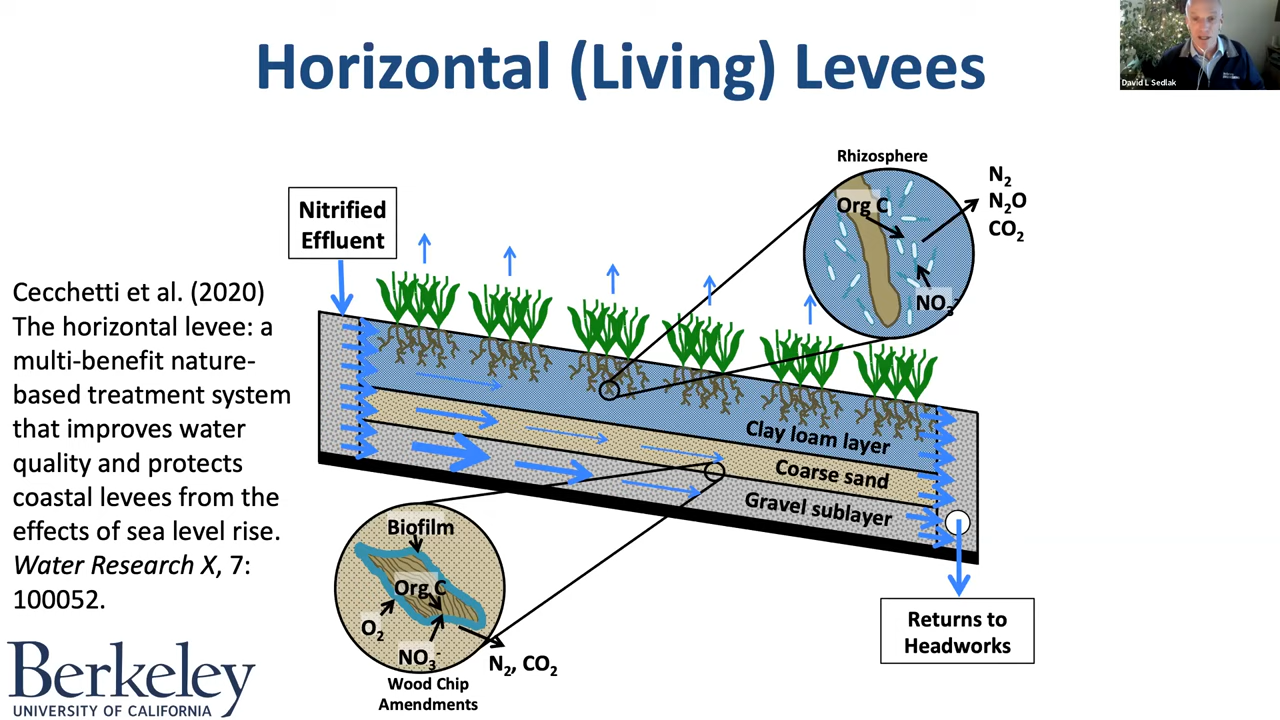 Horizontal (Living) Levees
David L Sedlak
Rhizosphere
Org C
NO₃⁻
N₂
N₂O
CO₂
Nitrified
Effluent
Cecchetti et al. (2020)
The horizontal levee: a
multi-benefit nature-
based treatment system
that improves water
quality and protects
coastal levees from the
effects of sea level rise.
Water Research X, 7:
100052.
Clay loam layer
Coarse sand
Gravel sublayer
Biofilm
Org C
O₂
NO₃⁻
N₂, CO₂
Wood Chip
Amendments
Returns to
Headworks
Berkeley
UNIVERSITY OF CALIFORNIA